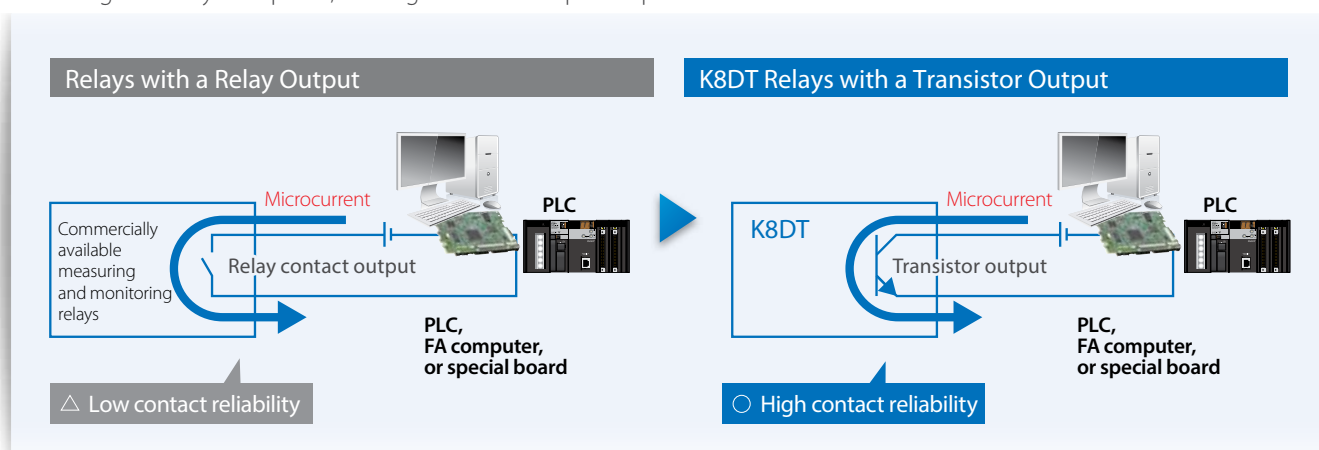 Relays with a Relay Output
Microcurrent
PLC
Commercially
available
measuring
and monitoring
relays
Relay contact output
PLC,
FA computer,
or special board
△ Low contact reliability
K8DT Relays with a Transistor Output
Microcurrent
PLC
K8DT
Transistor output
PLC,
FA computer,
or special board
○ High contact reliability